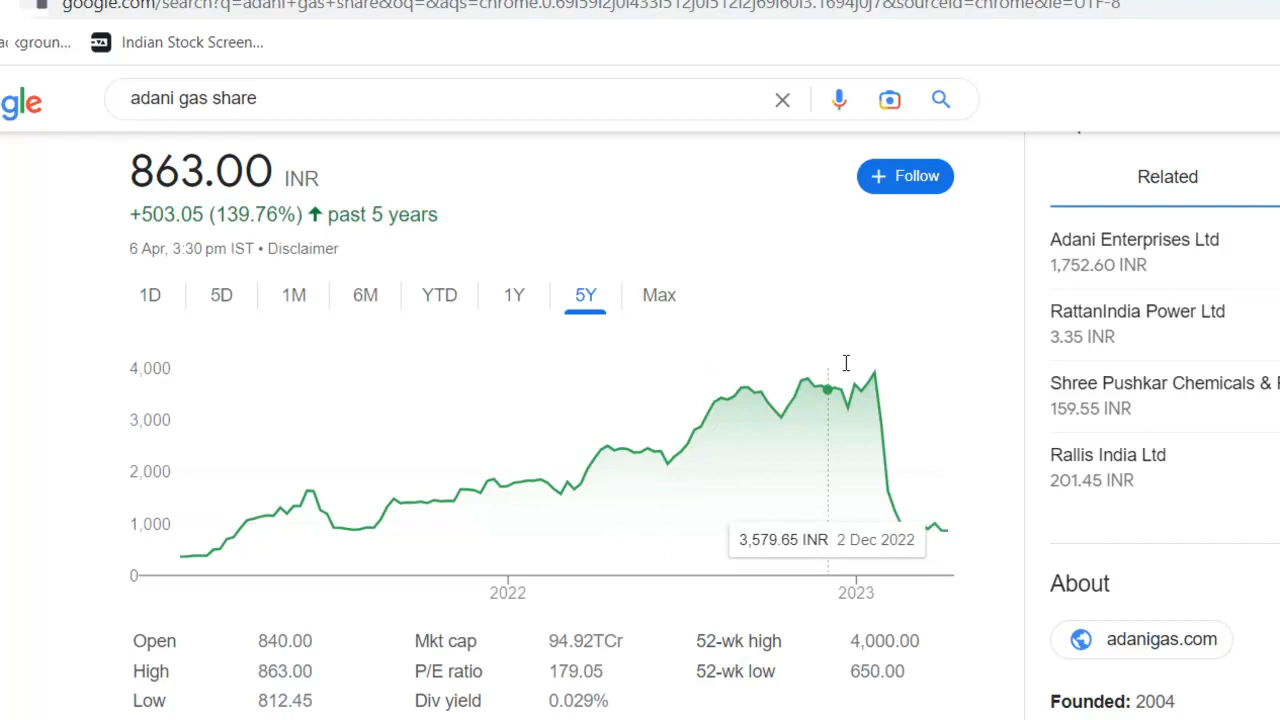 google.com/search?q=adani+gas+share&oq=&aqs=chrome.0.69i59i2j0i433i512j0i512l2j69i60l3.1694j0j7&sourceid=chrome&ie=UTF-8
Indian Stock Screen...
gle
adani gas share
863.00 INR
Follow
+503.05 (139.76%) past 5 years
6 Apr, 3:30 pm IST • Disclaimer
1D 5D 1M 6M YTD 1Y 5Y Max
4,000
3,000
2,000
1,000
0
3,579.65 INR 2 Dec 2022
2022 2023
Open 840.00 Mkt cap 94.92TCr 52-wk high 4,000.00
High 863.00 P/E ratio 179.05 52-wk low 650.00
Low 812.45 Div yield 0.029%
Related
Adani Enterprises Ltd
1,752.60 INR
RattanIndia Power Ltd
3.35 INR
Shree Pushkar Chemicals &
159.55 INR
Rallis India Ltd
201.45 INR
About
adanigas.com
Founded: 2004